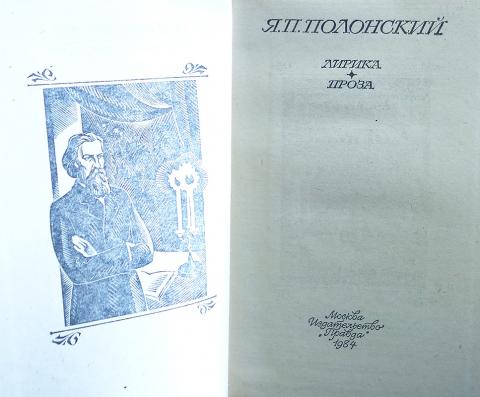 Я.П.ПОЛОНСКИЙ
ЛИРИКА
ПРОЗА
Москва
Издательство
„Правда"
1984